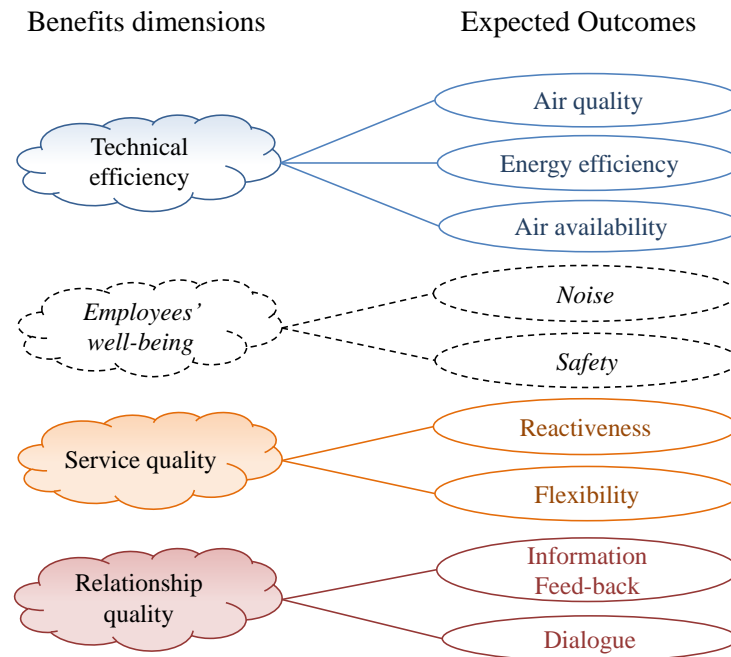 Benefits dimensions
Expected Outcomes
Technical
efficiency
Air quality
Energy efficiency
Air availability
Employees’
well-being
Noise
Safety
Service quality
Reactiveness
Flexibility
Relationship
quality
Information
Feed-back
Dialogue